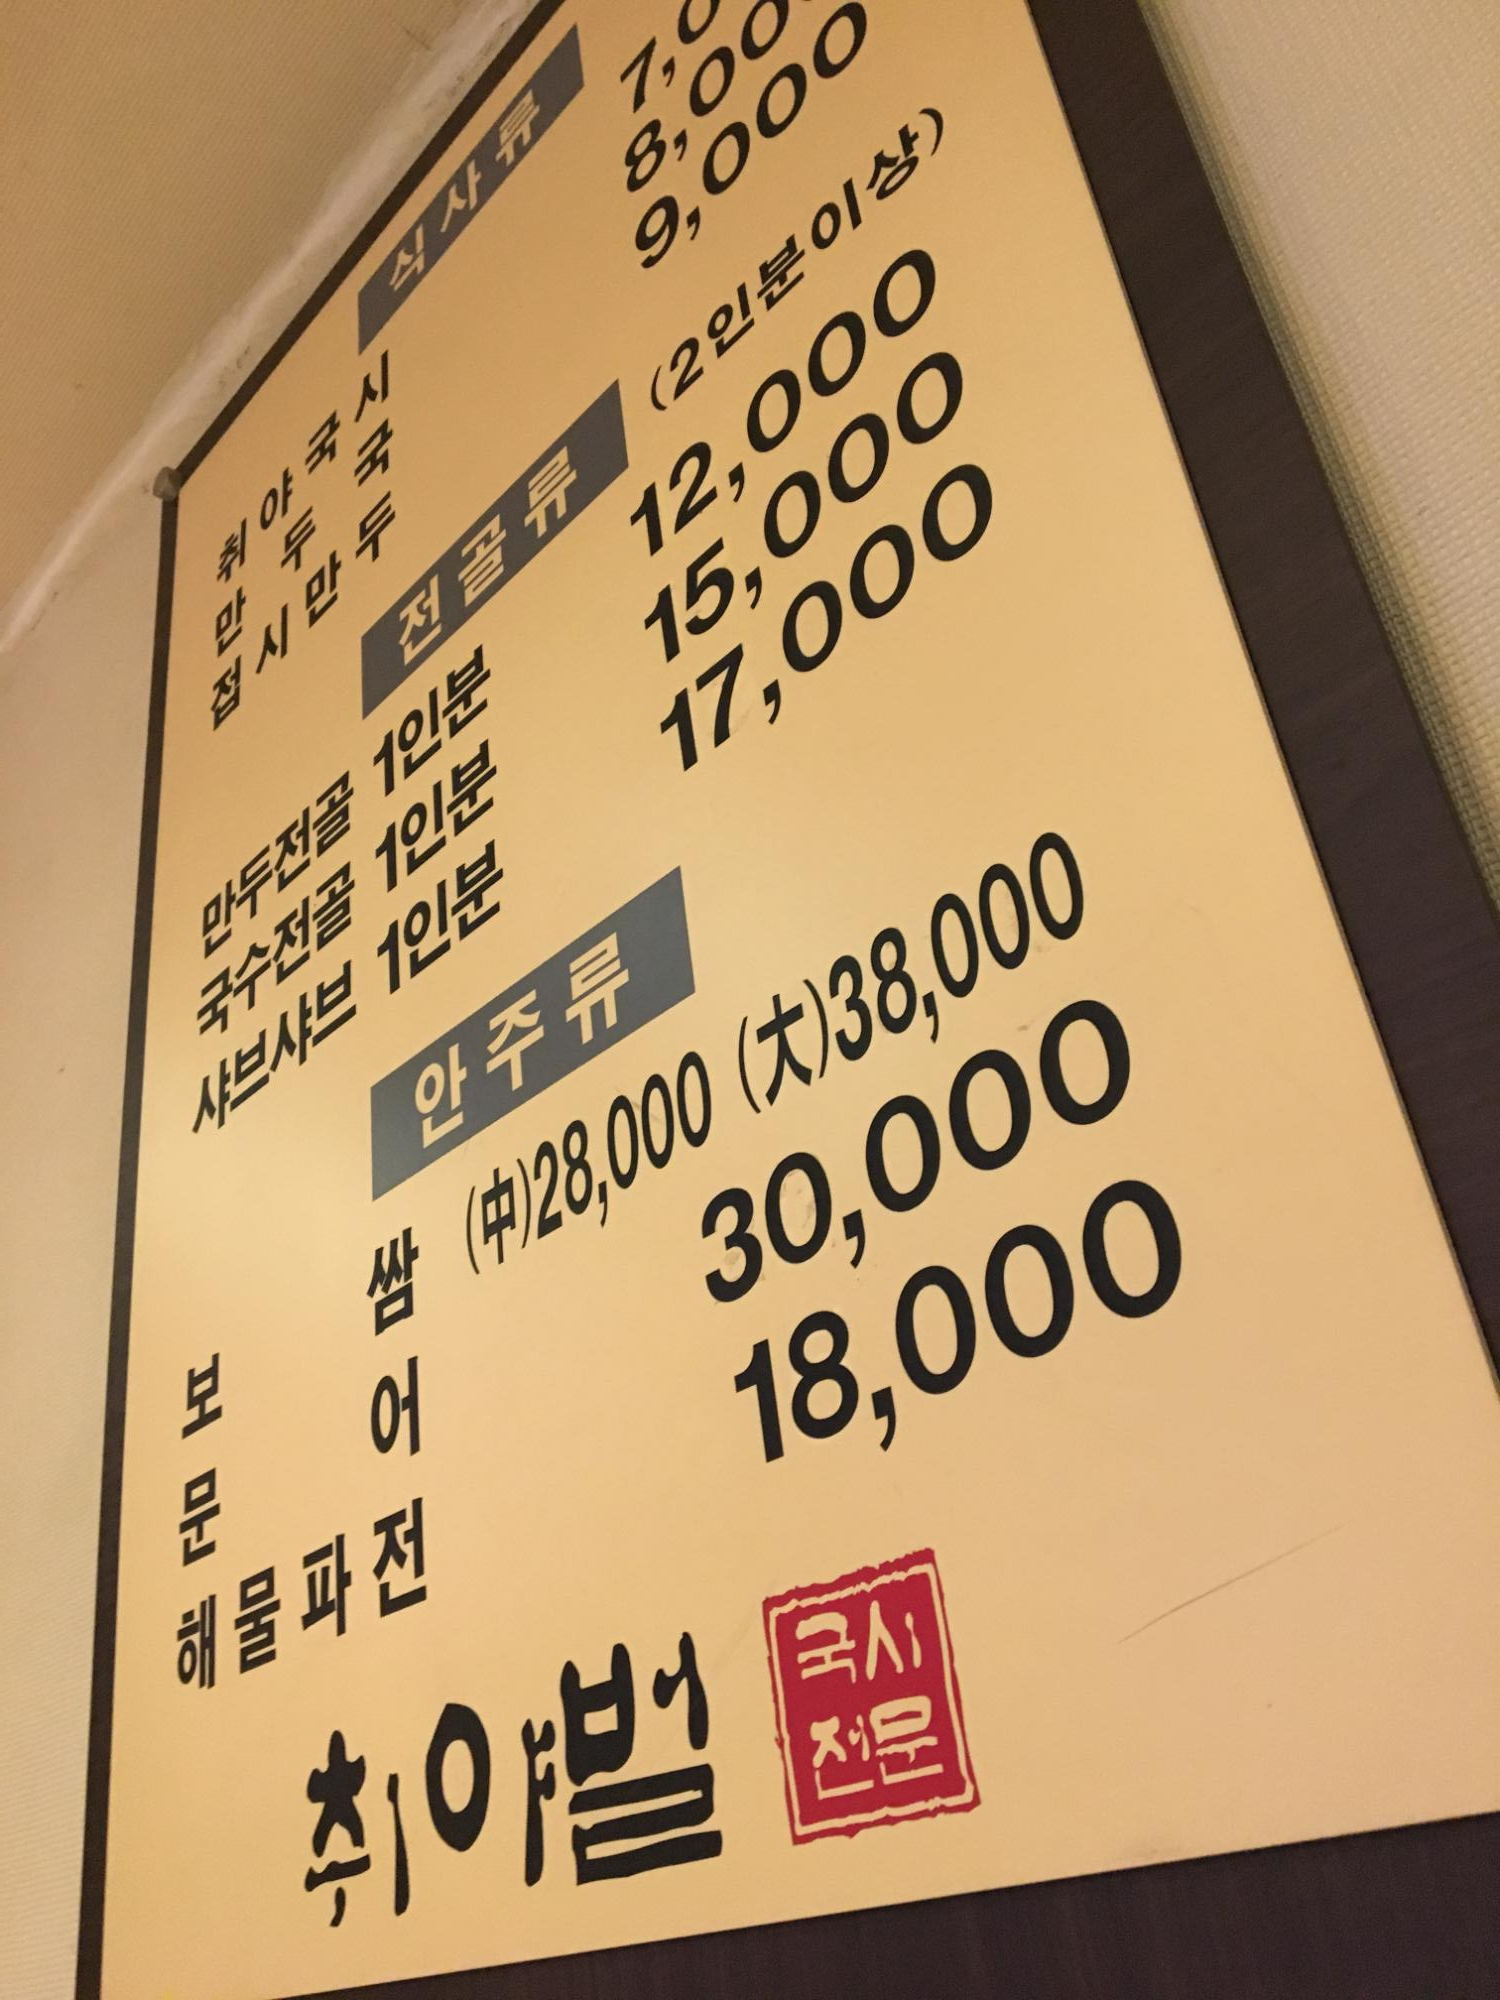 식사류
취야국시 7,0
만두국 8,000
접시만두 9,000
전골류 (2인분이상)
만두전골 1인분 12,000
국수전골 1인분 15,000
샤브샤브 1인분 17,000
안주류
보쌈 (中)28,000 (大)38,000
문어 30,000
해물파전 18,000
취야벌
국시
전문